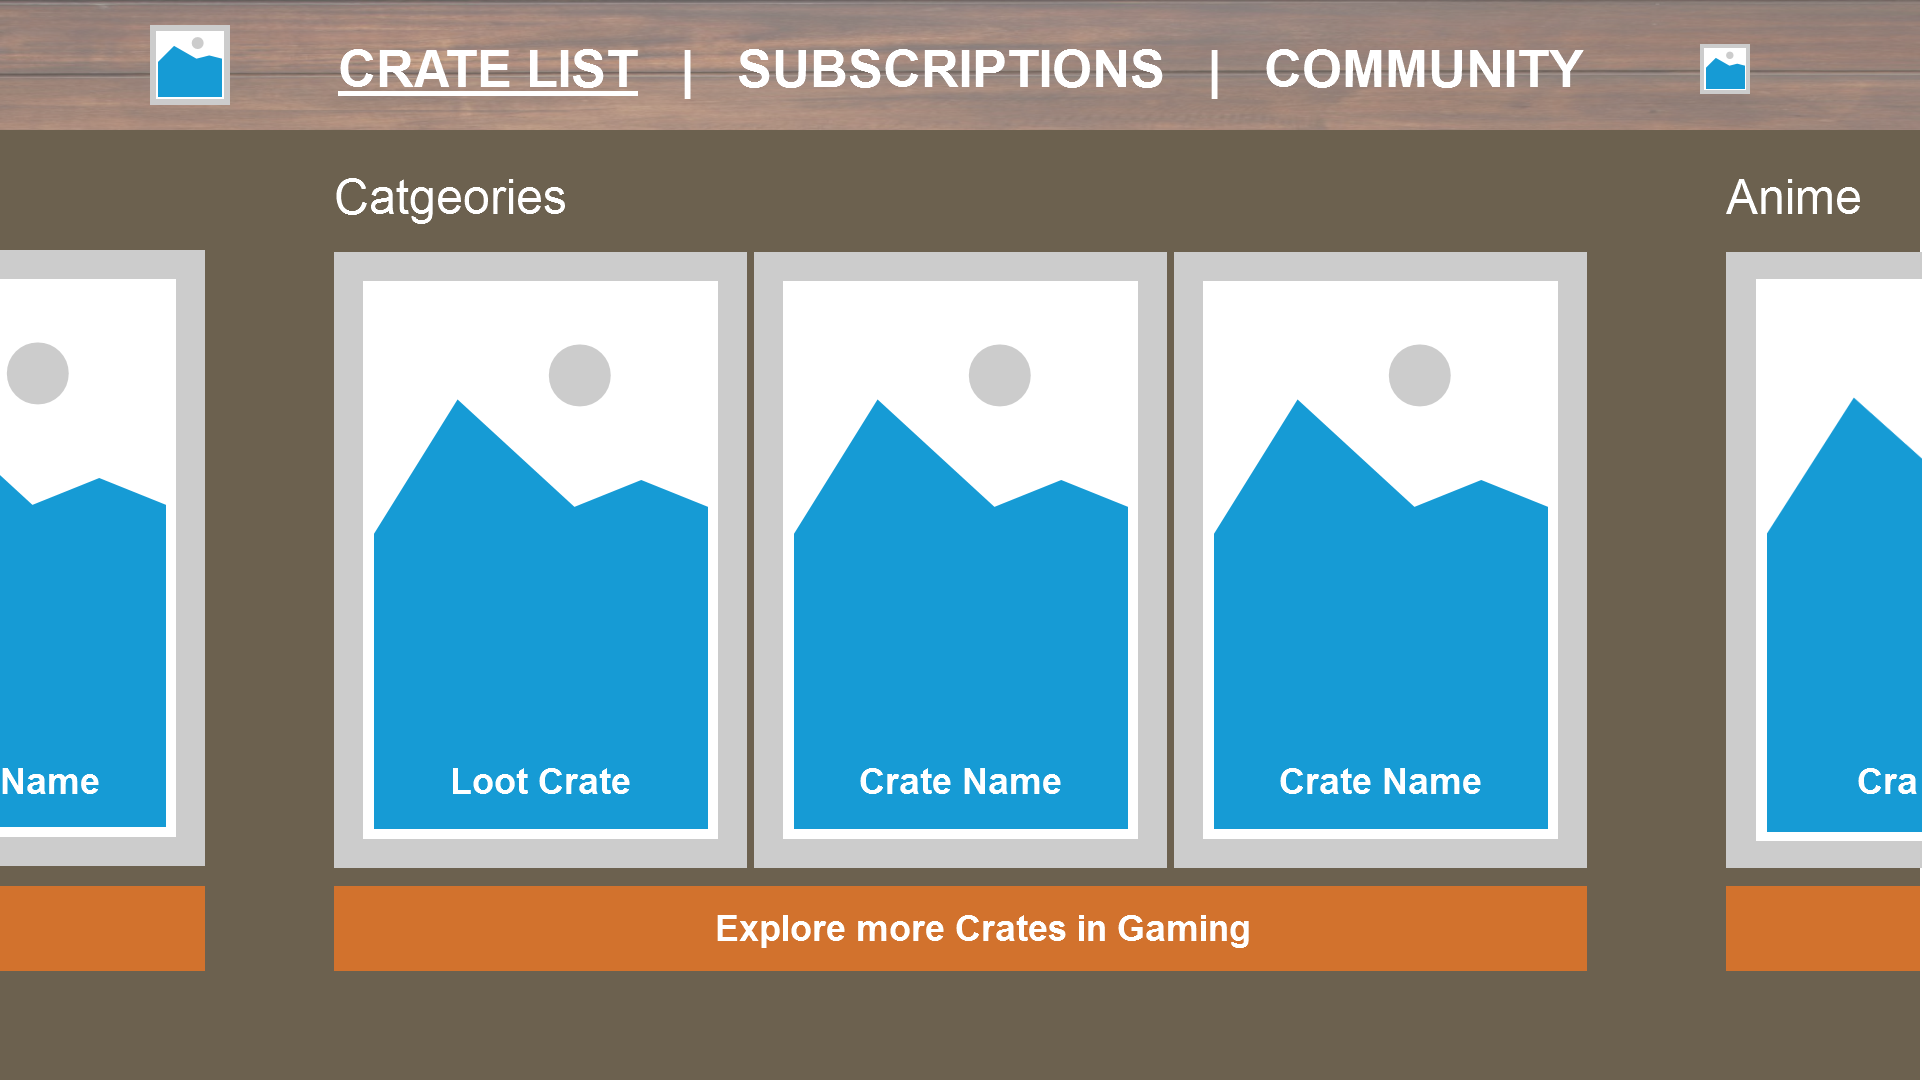 CRATE LIST | SUBSCRIPTIONS | COMMUNITY
Catgeories
Anime
Name
Loot Crate
Crate Name
Crate Name
Cra
Explore more Crates in Gaming